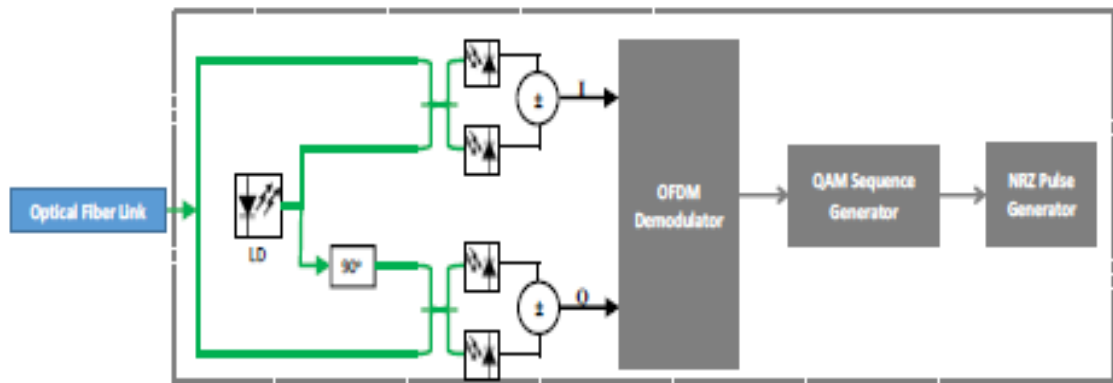 Optical Fiber Link
LD
90°
±
±
I
Q
OFDM
Demodulator
QAM Sequence
Generator
NRZ Pulse
Generator